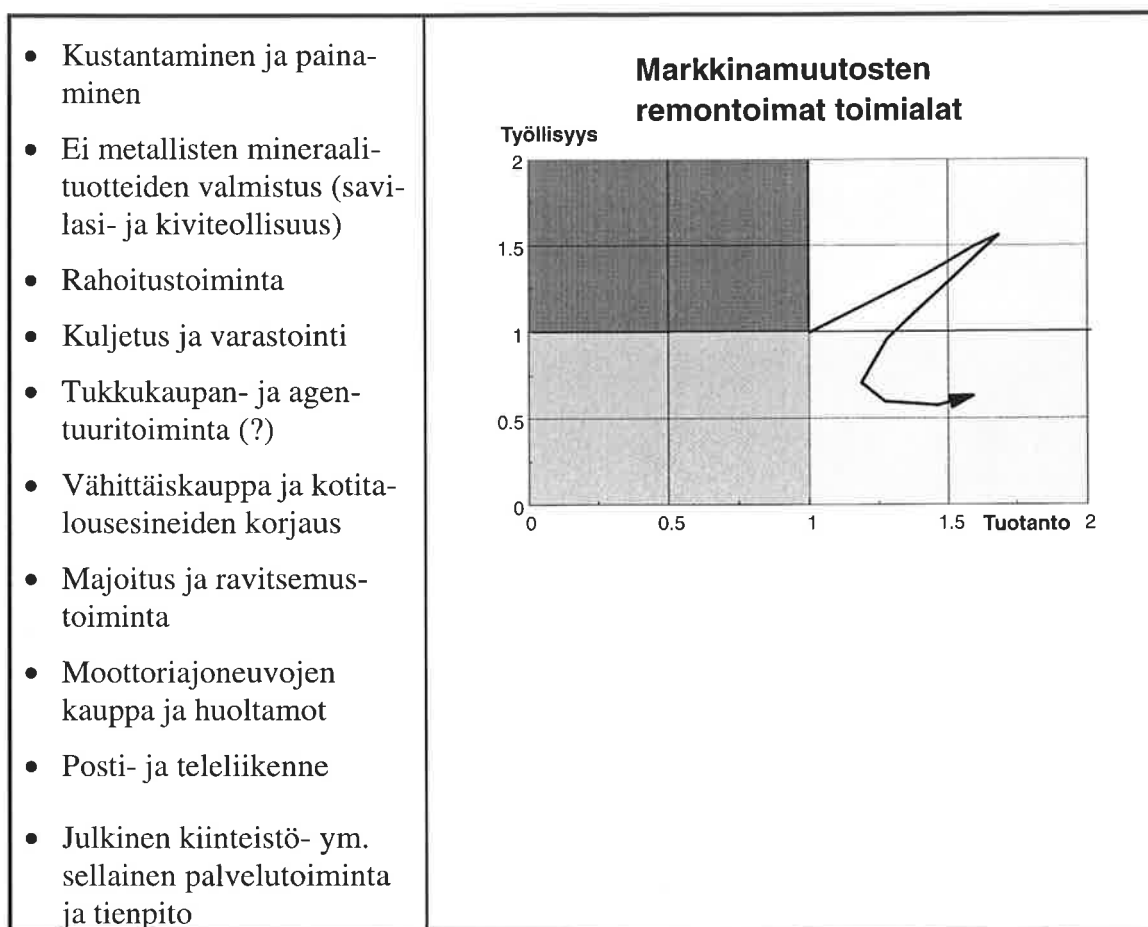 • Kustantaminen ja paina-
minen
• Ei metallisten mineraali-
tuotteiden valmistus (savi-
lasi- ja kiviteollisuus)
• Rahoitustoiminta
• Kuljetus ja varastointi
• Tukkukaupan- ja agen-
tuuritoiminta (?)
• Vähittäiskauppa ja kotita-
lousesineiden korjaus
• Majoitus ja ravitsemus-
toiminta
• Moottoriajoneuvojen
kauppa ja huoltamot
• Posti- ja teleliikenne
• Julkinen kiinteistö- ym.
sellainen palvelutoiminta
ja tienpito
Markkinamuutosten
remontoimat toimialat
Työllisyys
2
1.5
1
0.5
0
0 0.5 1 1.5 Tuotanto 2